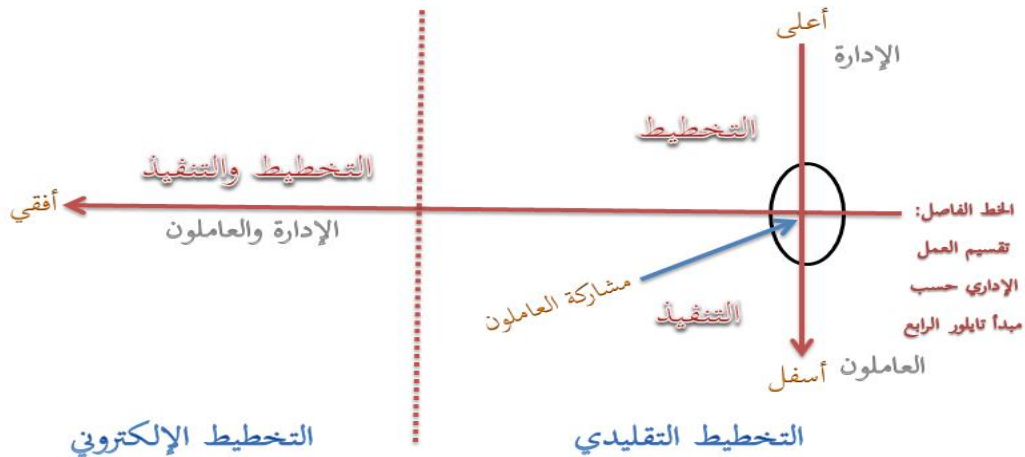 أعلى
الإدارة
التخطيط
التخطيط والتنفيذ
أفقي
الإدارة والعاملون
الخط الفاصل:
تقسيم العمل
الإداري حسب
مبدأ تايلور الرابع
مشاركة العاملون
التنفيذ
العاملون
أسفل
التخطيط التقليدي
التخطيط الإلكتروني